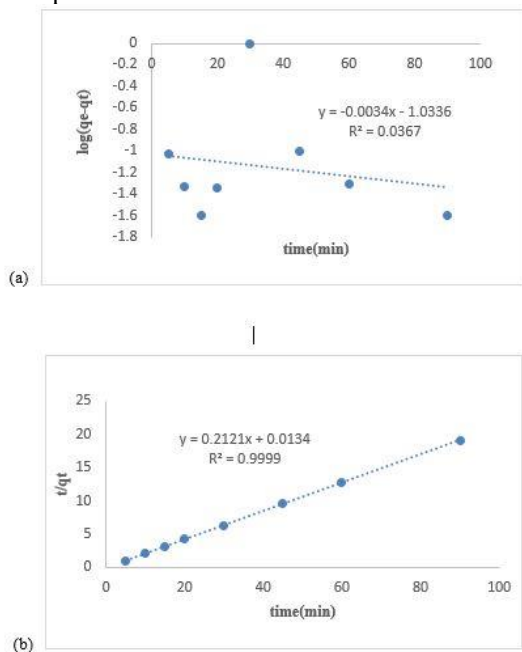 0
0 20 40 60 80 100
-0.2
-0.4
-0.6
-0.8
-1
-1.2
-1.4
-1.6
-1.8
log(qe-qt)
y = -0.0034x - 1.0336
R² = 0.0367
time(min)
(a)
25
20
15
10
5
0
t/qt
y = 0.2121x + 0.0134
R² = 0.9999
0 20 40 60 80 100
time(min)
(b)